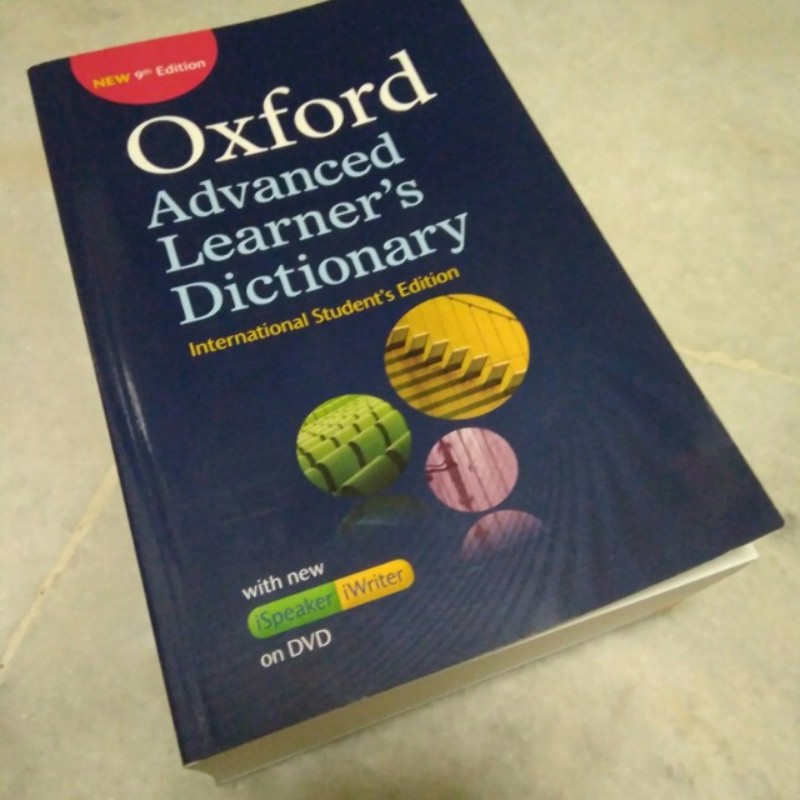 NEW 9th Edition
Oxford
Advanced
Learner's
Dictionary
International Student's Edition
with new
iSpeaker iWriter
on DVD